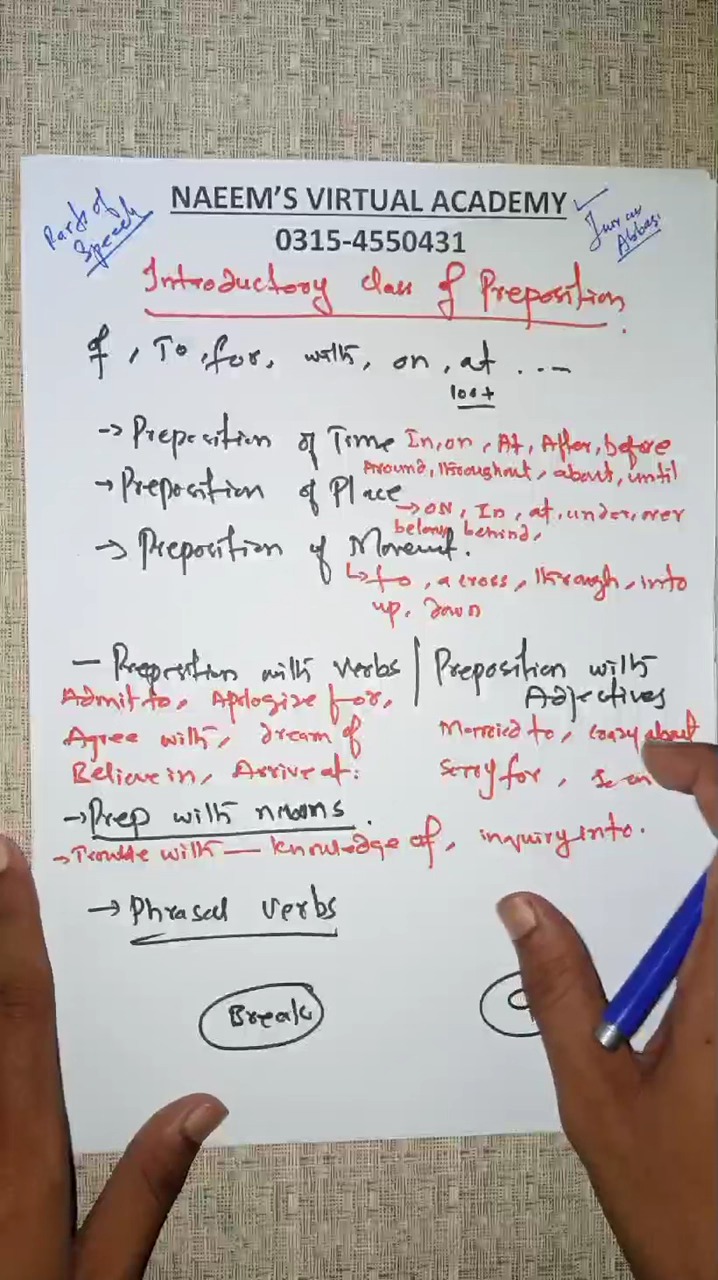 NAEEM'S VIRTUAL ACADEMY
Parts of
Speech
Abbasi
0315-4550431
Introductory class of Preposition
of, To, for, with, on, at ...
100+
→ Preposition of Time In, on, At, After, before
Around, throughout, about, until
→ Preposition of Place
→ ON, In, at, under, over
behind,
→ Preposition of Movement.
to, across, through, into
up, down
– Preposition with verbs | Preposition with
Adjectives
Admit to, Apologize for,
Agree with, dream of
Married to, crazy about
Believe in, Arrive at:
Sorry for,
→ Prep with nouns.
→ Trouble with — knowledge of, inquiry into.
→ Phrasal verbs
Break